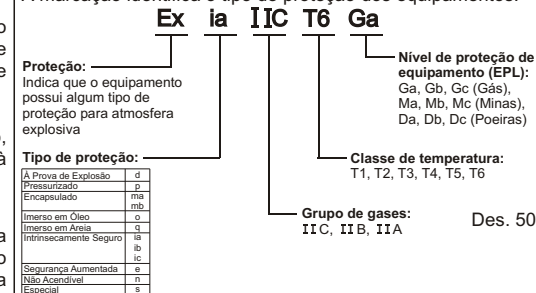 A marcação identifica o tipo de proteção dos equipamentos.
Ex ia IIC T6 Ga
Proteção:
Indica que o equipamento
possui algum tipo de
proteção para atmosfera
explosiva
Nível de proteção de
equipamento (EPL):
Ga, Gb, Gc (Gás),
Ma, Mb, Mc (Minas),
Da, Db, Dc (Poeiras)
Tipo de proteção:
À Prova de Explosão d
Pressurizado p
Encapsulado ma
mb
Imerso em Óleo o
Imerso em Areia q
Intrinsecamente Seguro ia
ib
ic
Segurança Aumentada e
Não Acendível n
Especial s
Classe de temperatura:
T1, T2, T3, T4, T5, T6
Grupo de gases:
IIC, IIB, IIA
Des. 50